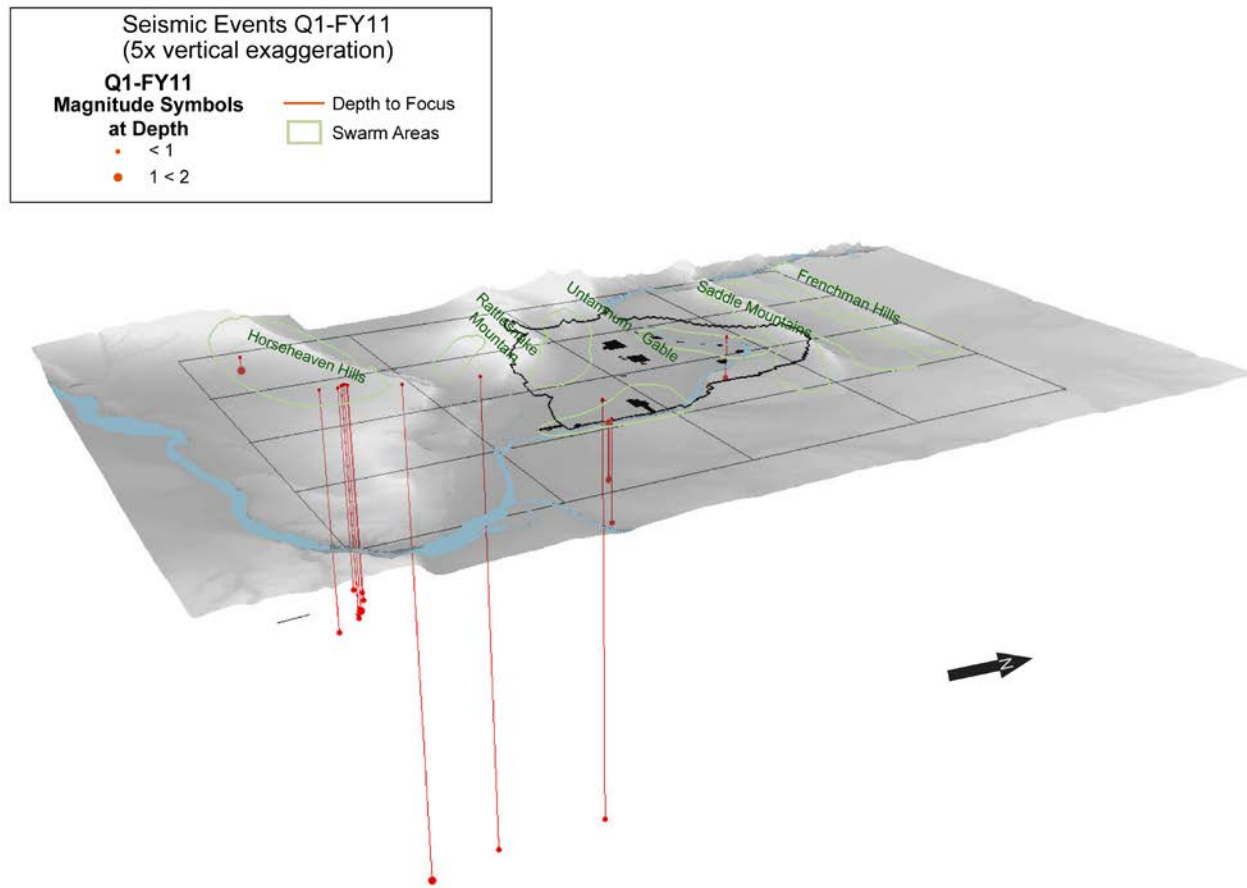 Seismic Events Q1-FY11
(5x vertical exaggeration)
Q1-FY11
Magnitude Symbols
at Depth
< 1
1 < 2
Depth to Focus
Swarm Areas
Horseheaven Hills
Rattlesnake
Mountain
Umtanum
Gable
Saddle Mountains
Frenchman Hills
N